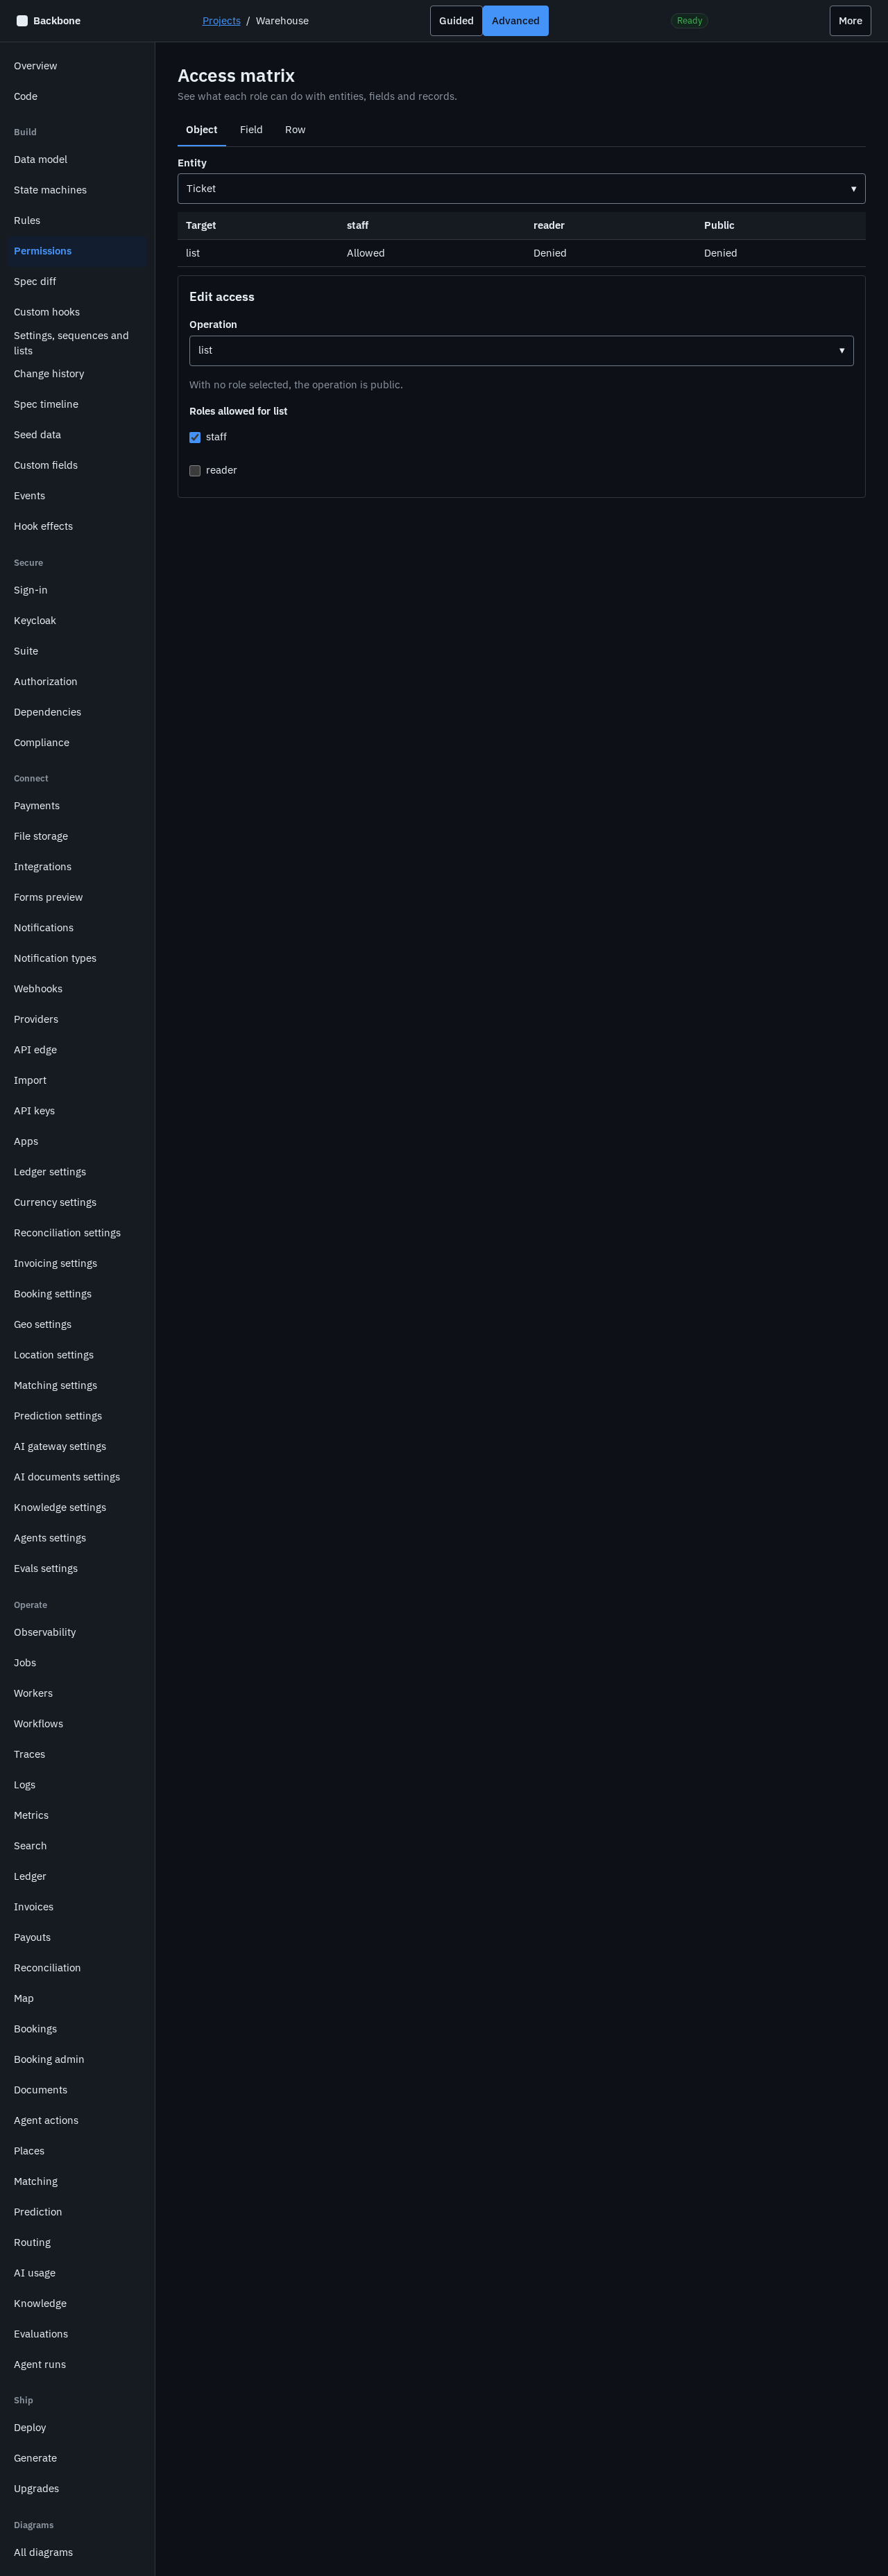 Backbone
Projects / Warehouse
Guided
Advanced
Ready
More
Overview
Code
Build
Data model
State machines
Rules
Permissions
Spec diff
Custom hooks
Settings, sequences and
lists
Change history
Spec timeline
Seed data
Custom fields
Events
Hook effects
Secure
Sign-in
Keycloak
Suite
Authorization
Dependencies
Compliance
Connect
Payments
File storage
Integrations
Forms preview
Notifications
Notification types
Webhooks
Providers
API edge
Import
API keys
Apps
Ledger settings
Currency settings
Reconciliation settings
Invoicing settings
Booking settings
Geo settings
Location settings
Matching settings
Prediction settings
AI gateway settings
AI documents settings
Knowledge settings
Agents settings
Evals settings
Operate
Observability
Jobs
Workers
Workflows
Traces
Logs
Metrics
Search
Ledger
Invoices
Payouts
Reconciliation
Map
Bookings
Booking admin
Documents
Agent actions
Places
Matching
Prediction
Routing
AI usage
Knowledge
Evaluations
Agent runs
Ship
Deploy
Generate
Upgrades
Diagrams
All diagrams
Access matrix
See what each role can do with entities, fields and records.
Object Field Row
Entity
Ticket
Target staff reader Public
list Allowed Denied Denied
Edit access
Operation
list
With no role selected, the operation is public.
Roles allowed for list
staff
reader